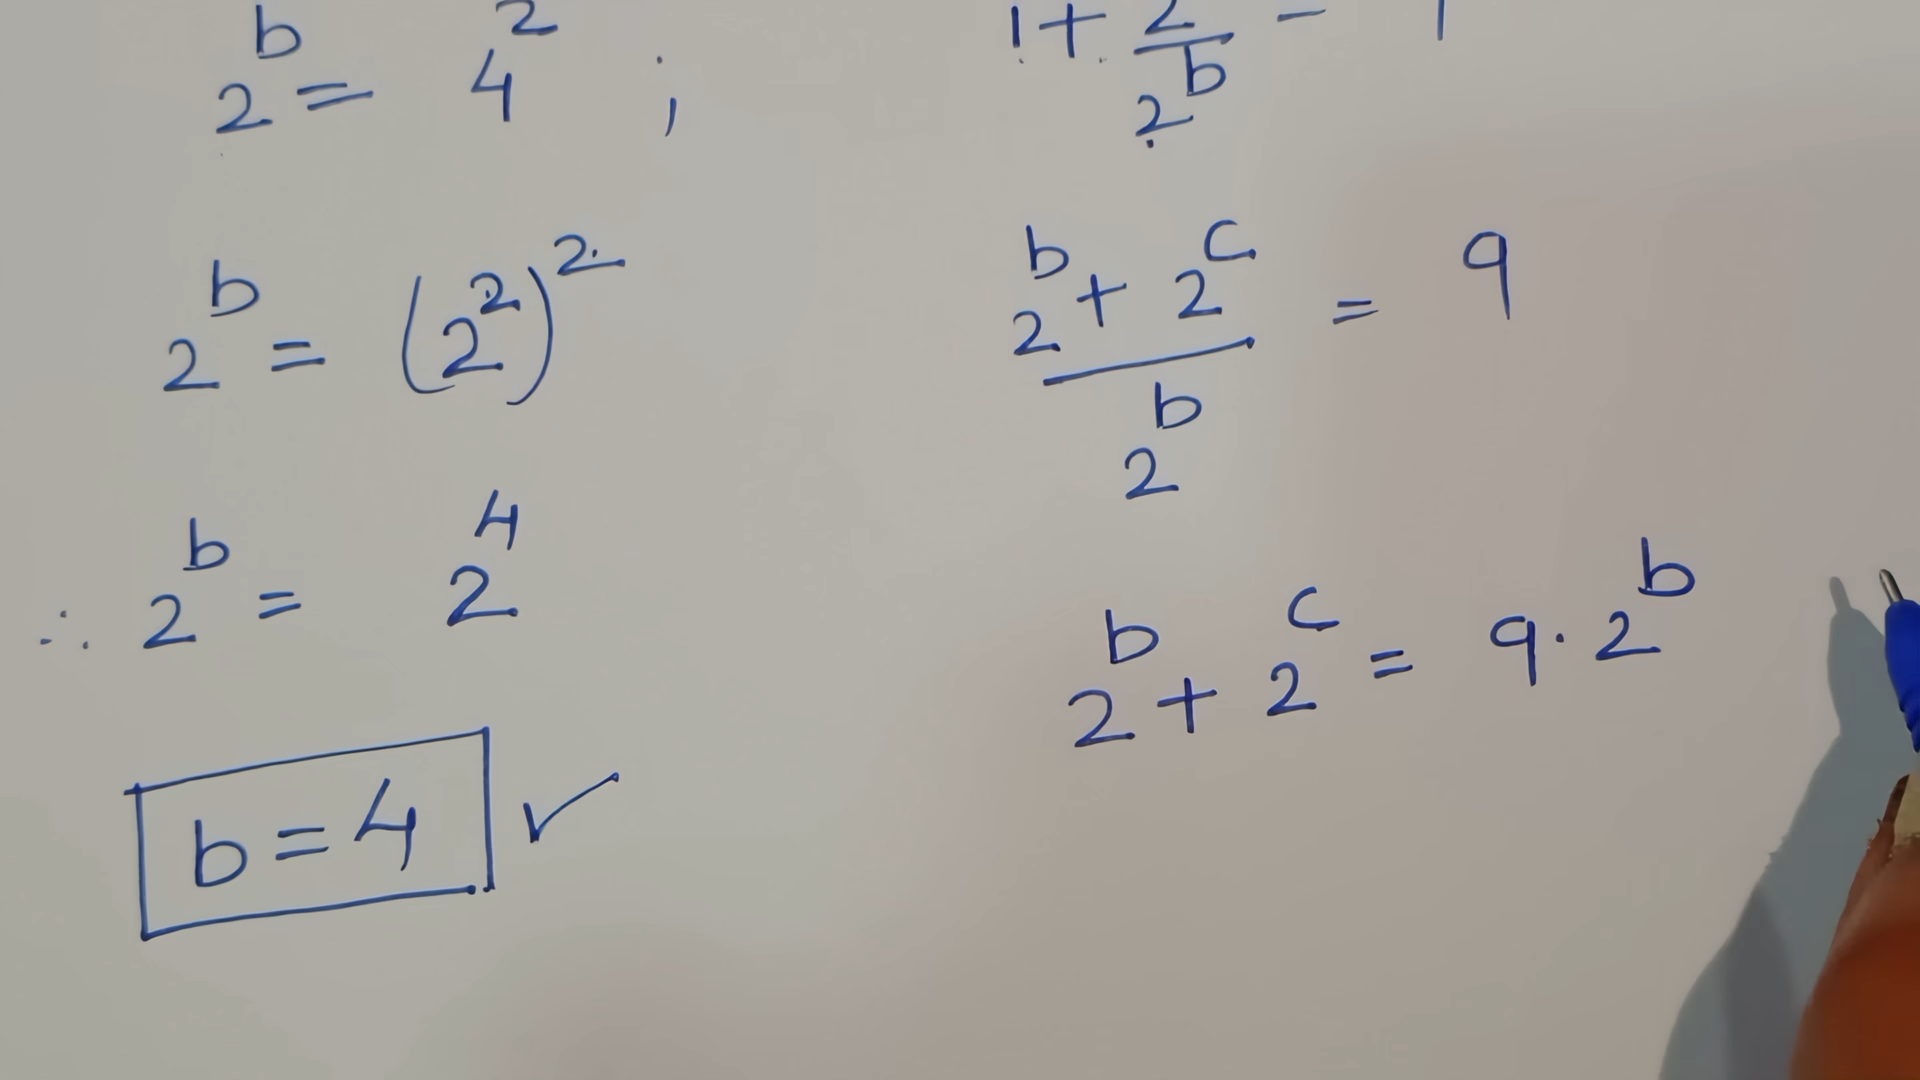 2^b = 4^2 ;
2^b = (2^2)^2
∴ 2^b = 2^4
b = 4 ✓
1 + 2/2^b -
(2^b + 2^c)/2^b = 9
2^b + 2^c = 9 · 2^b